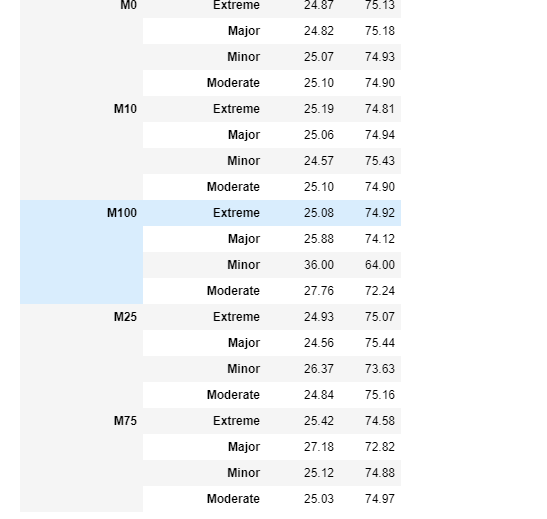 M0 Extreme 24.87 75.13
Major 24.82 75.18
Minor 25.07 74.93
Moderate 25.10 74.90
M10 Extreme 25.19 74.81
Major 25.06 74.94
Minor 24.57 75.43
Moderate 25.10 74.90
M100 Extreme 25.08 74.92
Major 25.88 74.12
Minor 36.00 64.00
Moderate 27.76 72.24
M25 Extreme 24.93 75.07
Major 24.56 75.44
Minor 26.37 73.63
Moderate 24.84 75.16
M75 Extreme 25.42 74.58
Major 27.18 72.82
Minor 25.12 74.88
Moderate 25.03 74.97